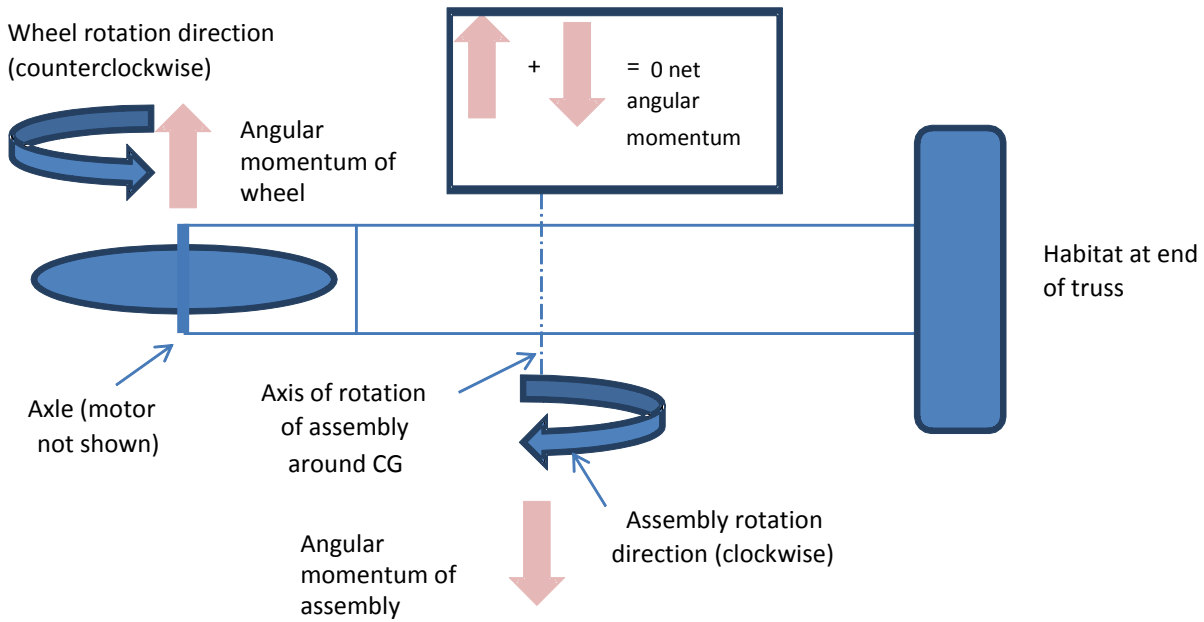 Wheel rotation direction
(counterclockwise)
Angular
momentum of
wheel
+
= 0 net
angular
momentum
Habitat at end
of truss
Axle (motor
not shown)
Axis of rotation
of assembly
around CG
Assembly rotation
direction (clockwise)
Angular
momentum of
assembly